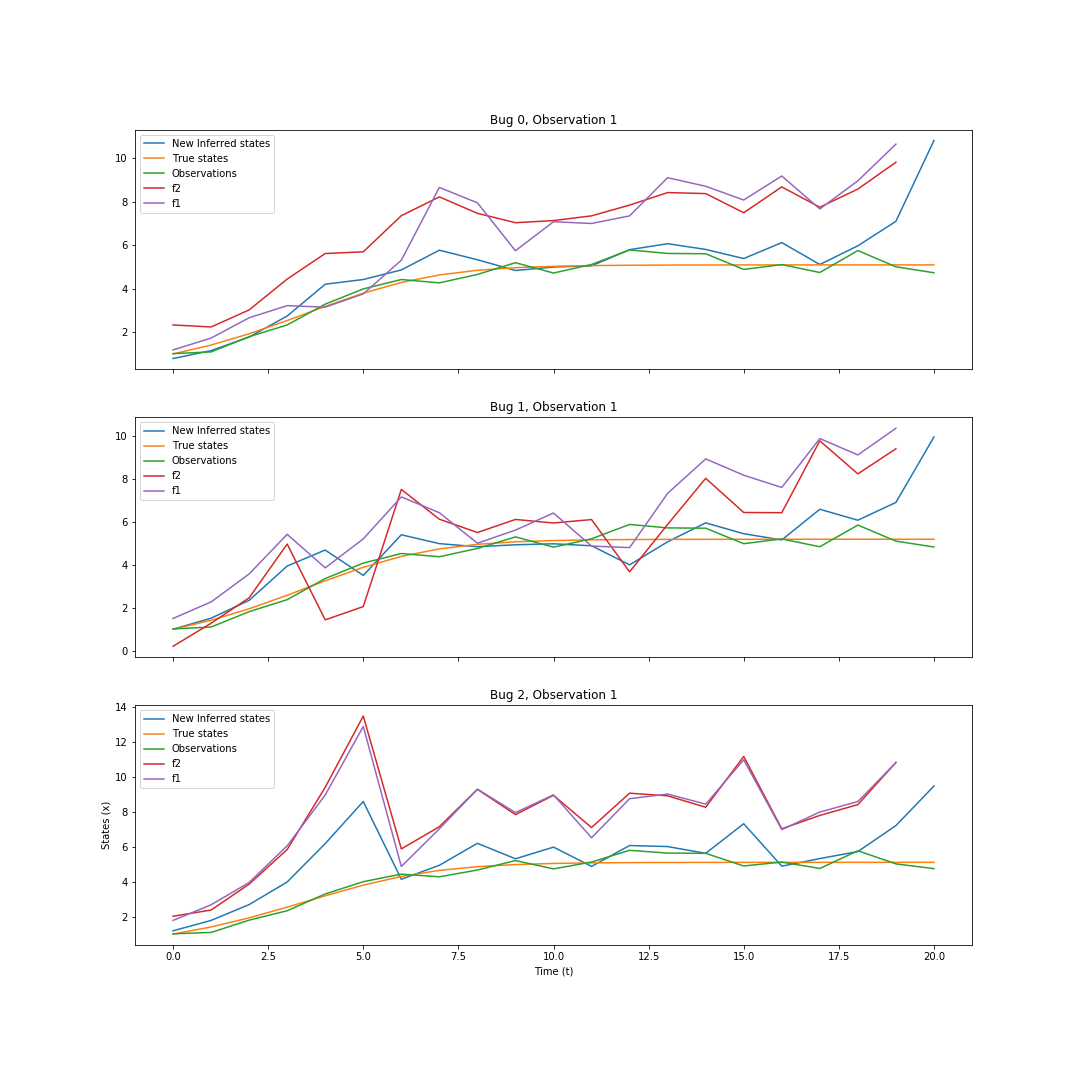 Bug 0, Observation 1
New Inferred states
True states
Observations
f2
f1
10
8
6
4
2
Bug 1, Observation 1
New Inferred states
True states
Observations
f2
f1
10
8
6
4
2
0
Bug 2, Observation 1
New Inferred states
True states
Observations
f2
f1
14
12
10
8
6
4
2
States (x)
0.0 2.5 5.0 7.5 10.0 12.5 15.0 17.5 20.0
Time (t)